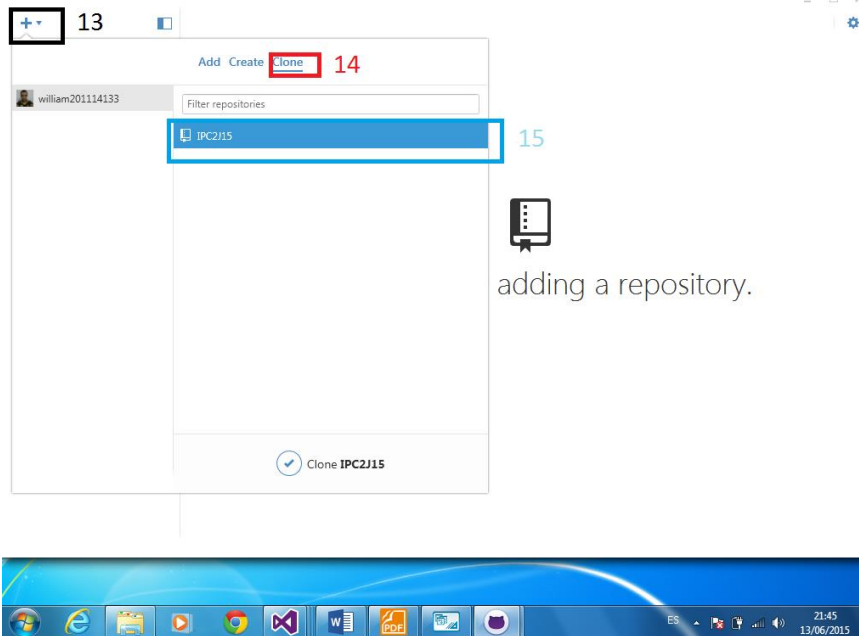 13
Add Create Clone
14
william201114133
Filter repositories
IPC2J15
15
adding a repository.
Clone IPC2J15
PDF
ES
21:45
13/06/2015